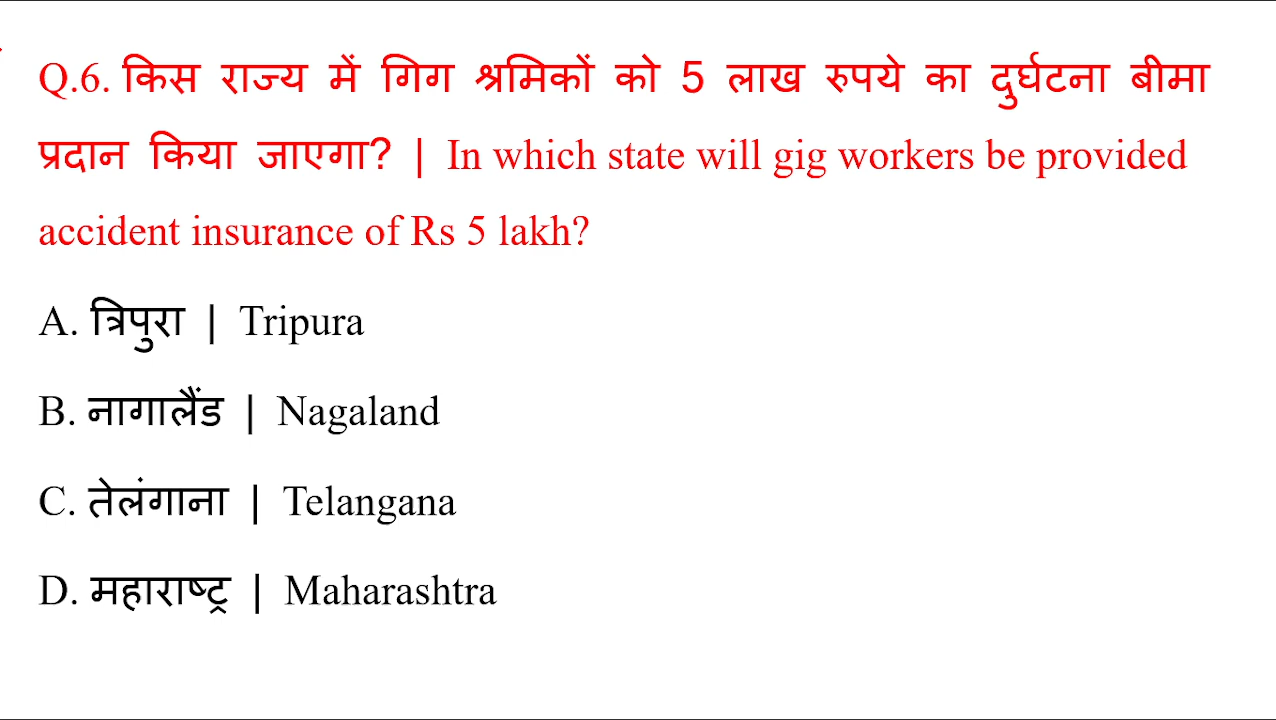 Q.6. किस राज्य में गिग श्रमिकों को 5 लाख रुपये का दुर्घटना बीमा
प्रदान किया जाएगा? | In which state will gig workers be provided
accident insurance of Rs 5 lakh?
A. त्रिपुरा | Tripura
B. नागालैंड | Nagaland
C. तेलंगाना | Telangana
D. महाराष्ट्र | Maharashtra